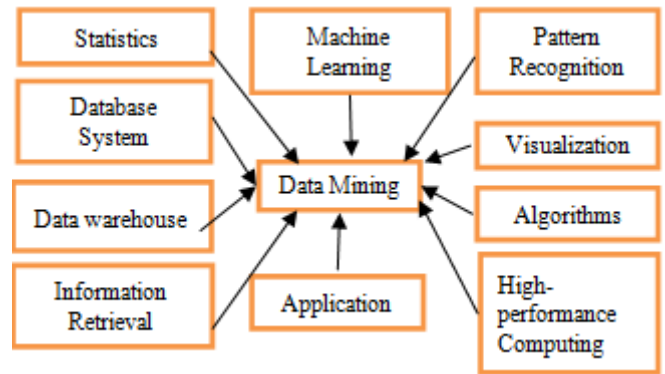 Statistics
Machine
Learning
Pattern
Recognition
Database
System
Visualization
Data Mining
Data warehouse
Algorithms
Information
Retrieval
Application
High-
performance
Computing